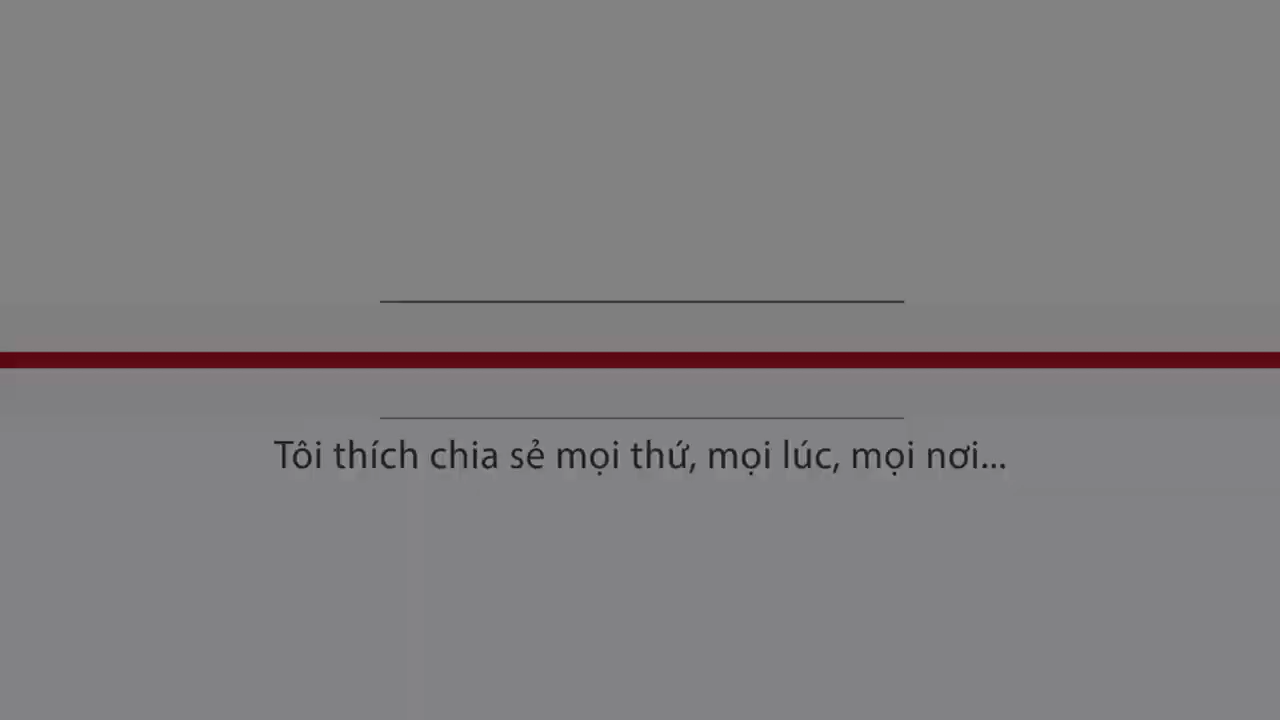 Tôi thích chia sẻ mọi thứ, mọi lúc, mọi nơi...